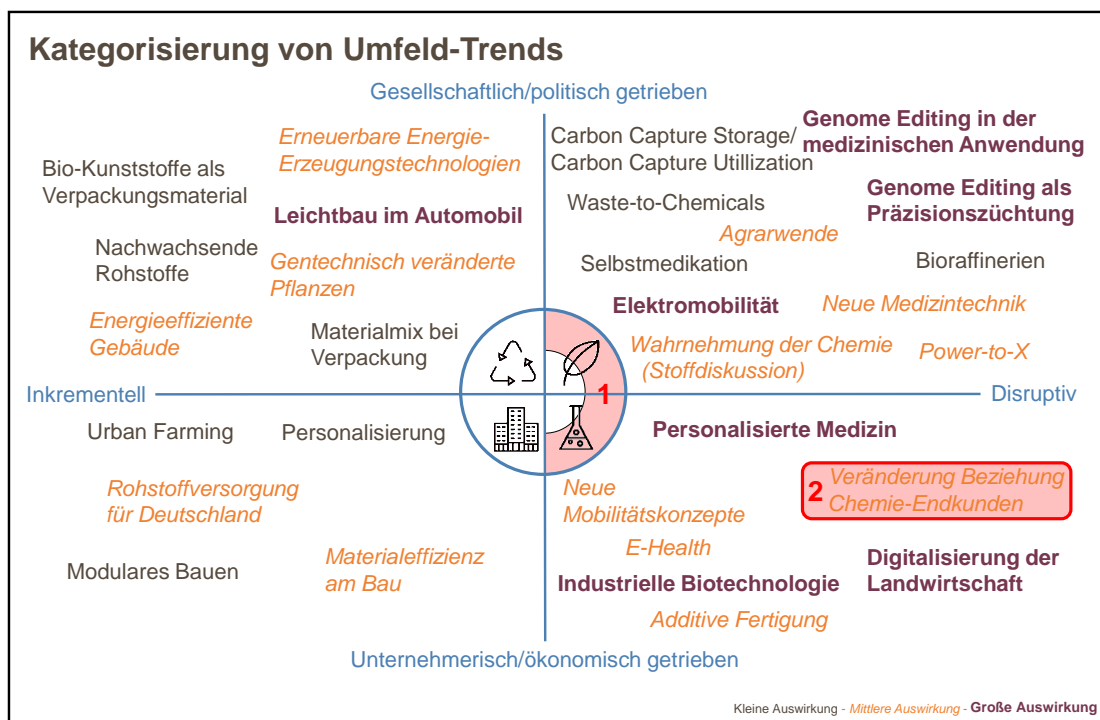 Kategorisierung von Umfeld-Trends
Gesellschaftlich/politisch getrieben
Bio-Kunststoffe als
Verpackungsmaterial
Erneuerbare Energie-
Erzeugungstechnologien
Leichtbau im Automobil
Nachwachsende
Rohstoffe
Gentechnisch veränderte
Pflanzen
Energieeffiziente
Gebäude
Materialmix bei
Verpackung
Carbon Capture Storage/
Carbon Capture Utillization
Genome Editing in der
medizinischen Anwendung
Waste-to-Chemicals
Genome Editing als
Präzisionszüchtung
Agrarwende
Selbstmedikation
Bioraffinerien
Elektromobilität
Neue Medizintechnik
Wahrnehmung der Chemie
(Stoffdiskussion)
Power-to-X
1
Inkrementell
Disruptiv
Urban Farming
Personalisierung
Rohstoffversorgung
für Deutschland
Modulares Bauen
Materialeffizienz
am Bau
Personalisierte Medizin
2
Veränderung Beziehung
Chemie-Endkunden
Neue
Mobilitätskonzepte
E-Health
Industrielle Biotechnologie
Digitalisierung der
Landwirtschaft
Additive Fertigung
Unternehmerisch/ökonomisch getrieben
Kleine Auswirkung - Mittlere Auswirkung - Große Auswirkung